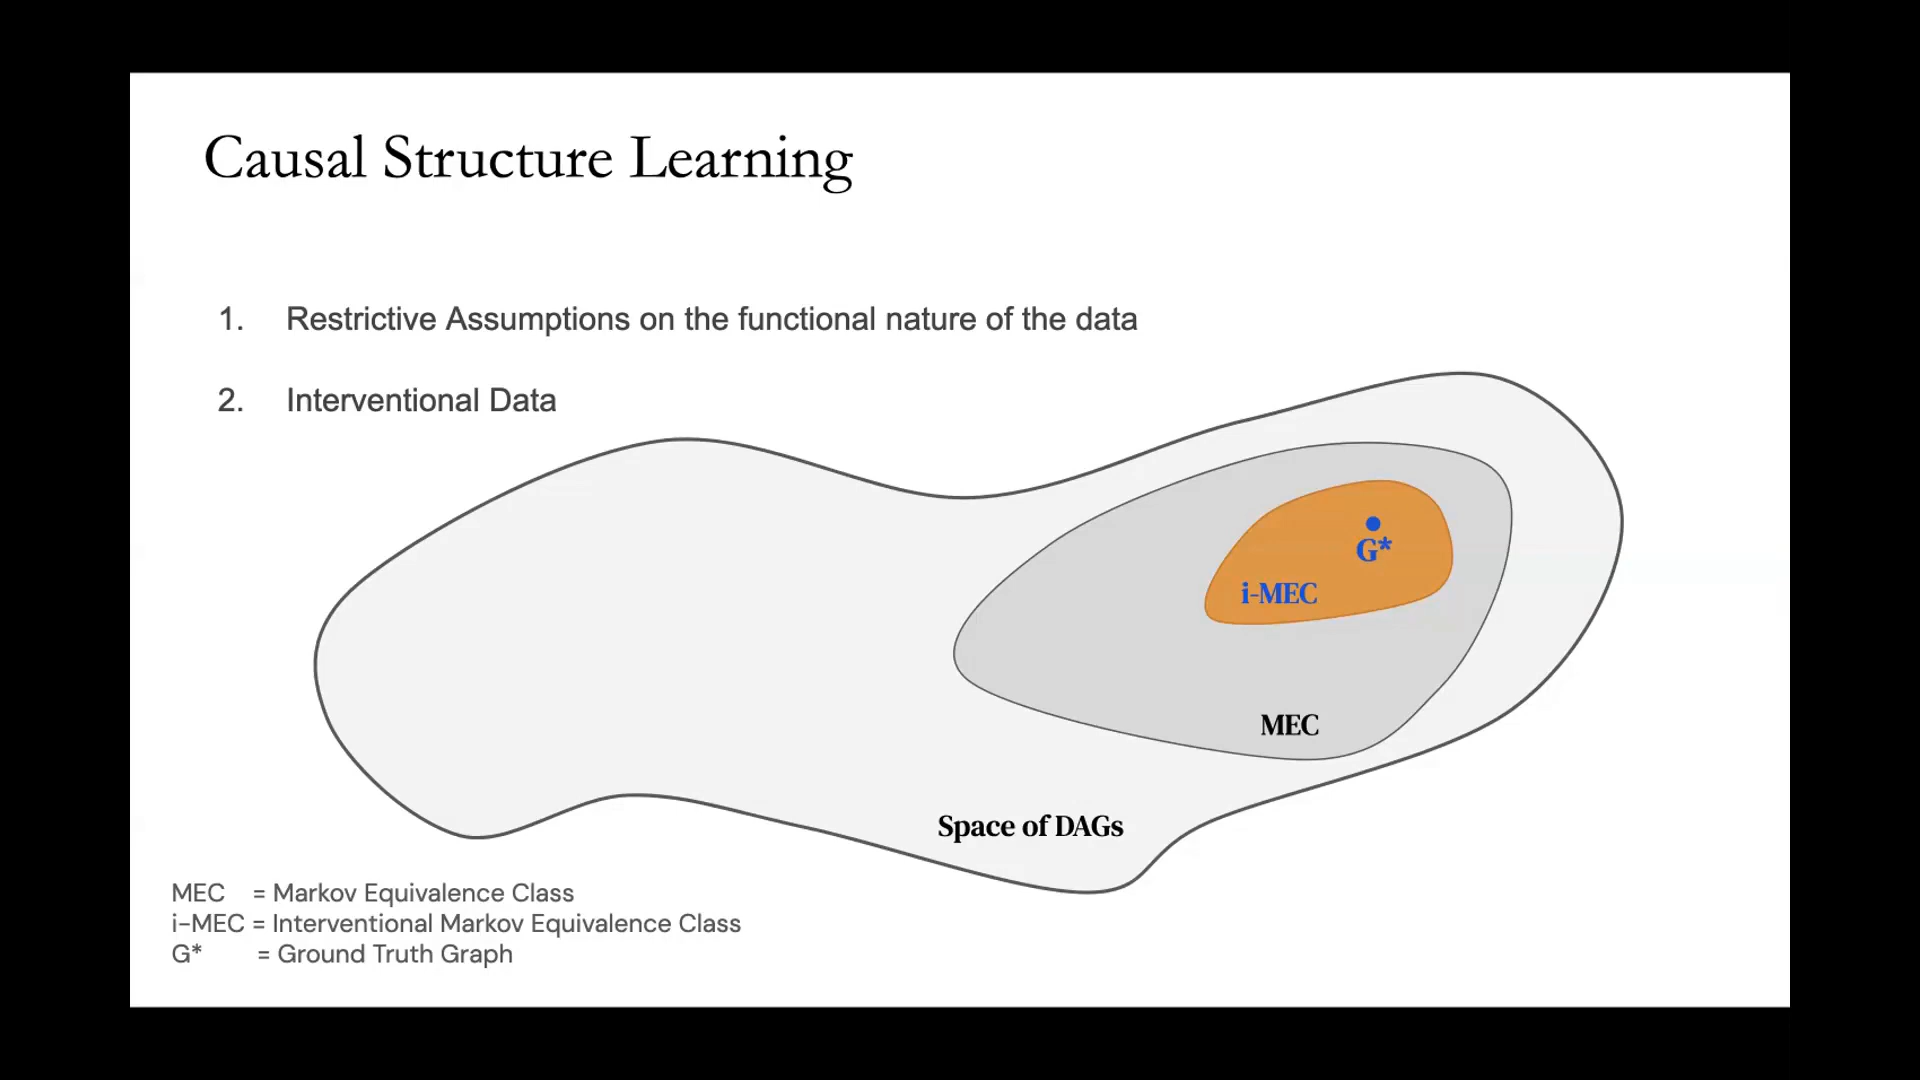 Causal Structure Learning
1. Restrictive Assumptions on the functional nature of the data
2. Interventional Data
G*
i-MEC
MEC
Space of DAGs
MEC = Markov Equivalence Class
i-MEC = Interventional Markov Equivalence Class
G* = Ground Truth Graph